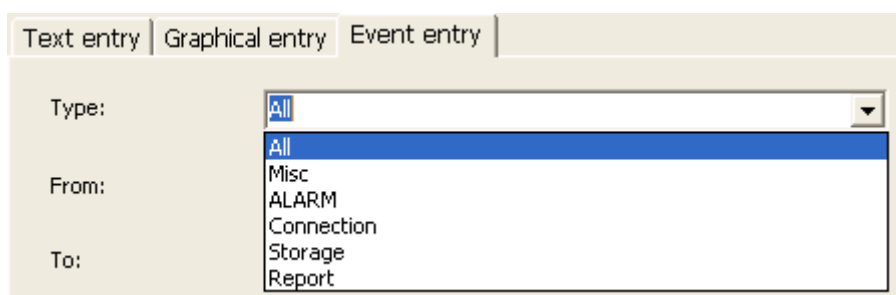 Text entry Graphical entry Event entry
Type: All
All
Misc
From:
ALARM
Connection
To:
Storage
Report